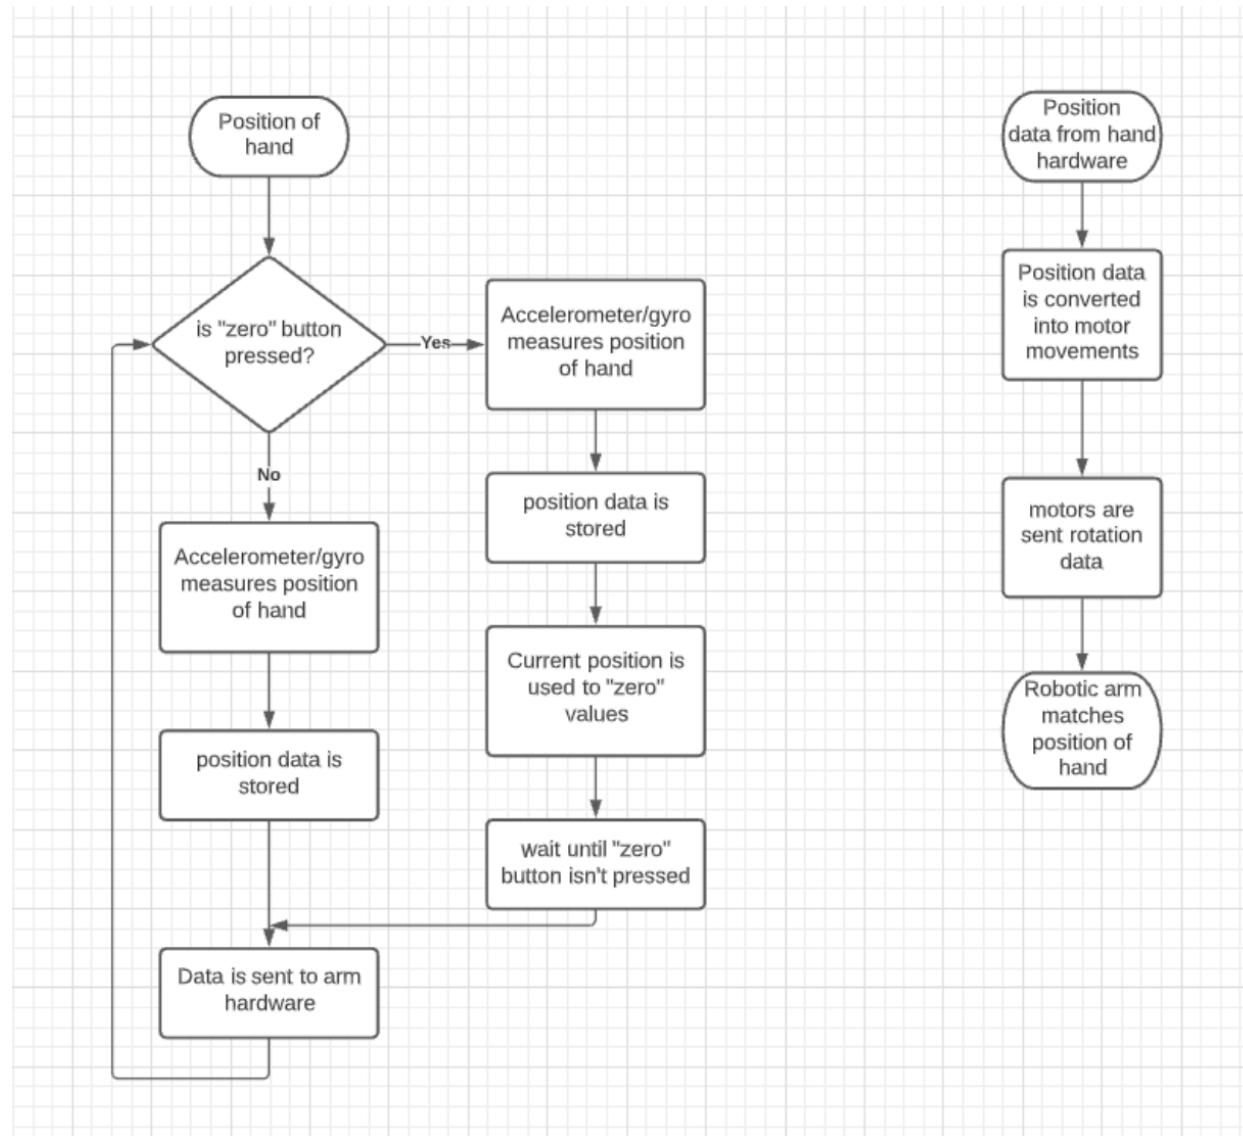 Position of
hand
is "zero" button
pressed?
Yes
No
Accelerometer/gyro
measures position
of hand
position data is
stored
Data is sent to arm
hardware
Accelerometer/gyro
measures position
of hand
position data is
stored
Current position is
used to "zero"
values
wait until "zero"
button isn't pressed
Position
data from hand
hardware
Position data
is converted
into motor
movements
motors are
sent rotation
data
Robotic arm
matches
position of
hand